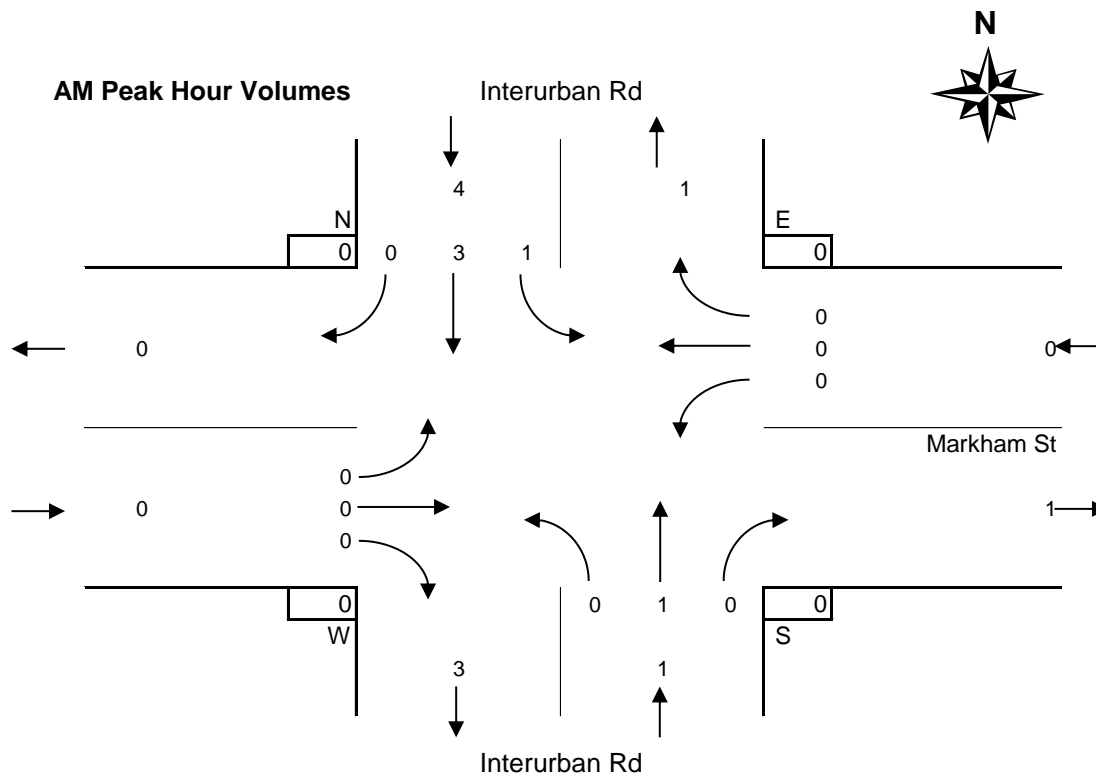 N
AM Peak Hour Volumes Interurban Rd
4 1
N E
0 0 3 1 0
0
0 0 0
0
Markham St
0
0 0 1
0
0 0 1 0 0
W S
3 1
Interurban Rd